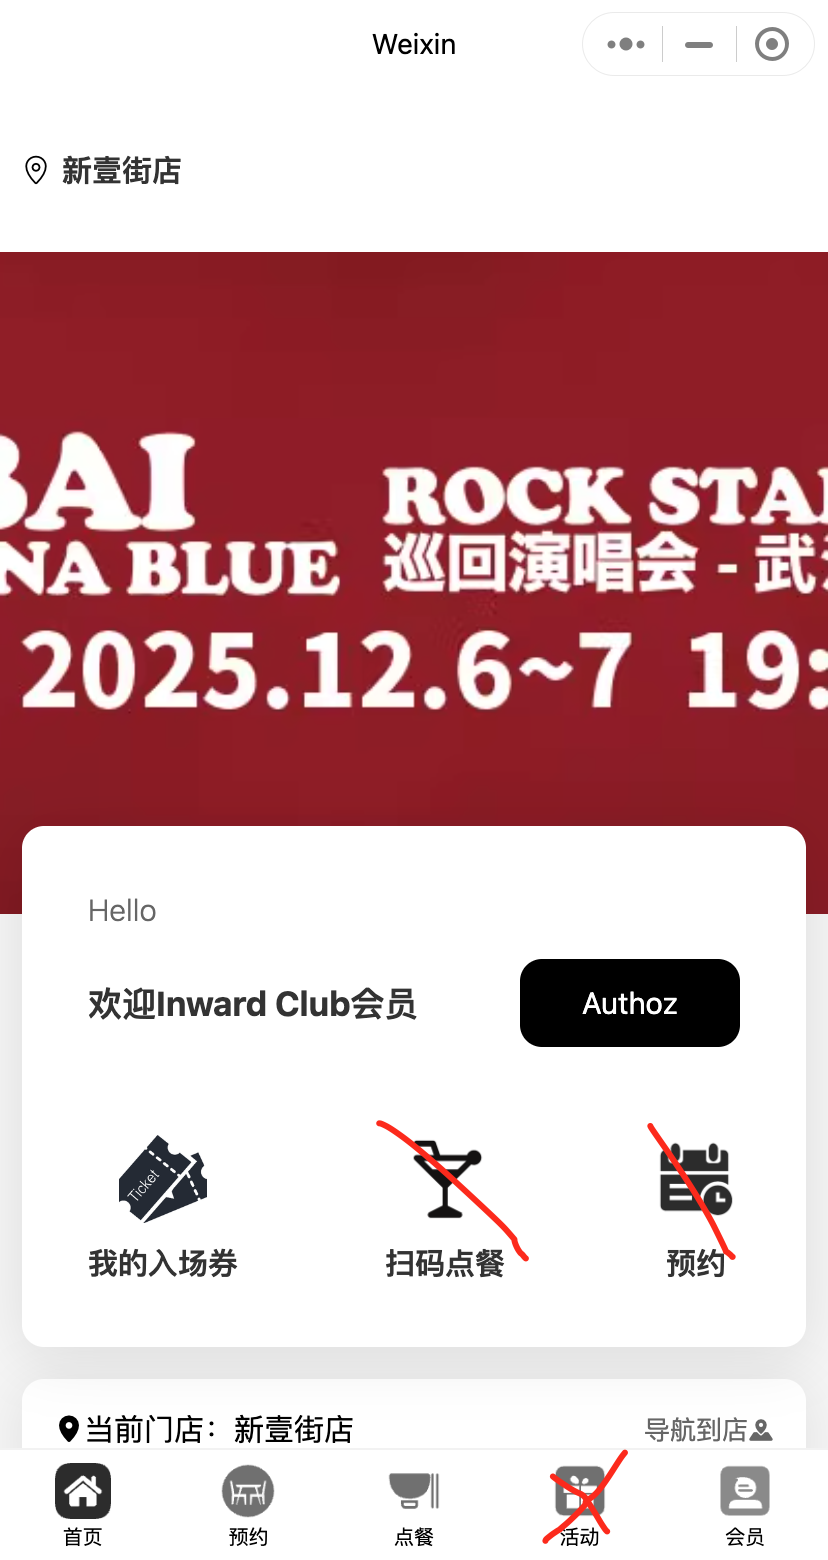 Weixin
新壹街店
BAI
NA BLUE
ROCK STAR
巡回演唱会 - 武
2025.12.6~7 19:
Hello
欢迎Inward Club会员
Authoz
Ticket
我的入场券
扫码点餐
预约
当前门店：新壹街店
导航到店
首页
预约
点餐
活动
会员